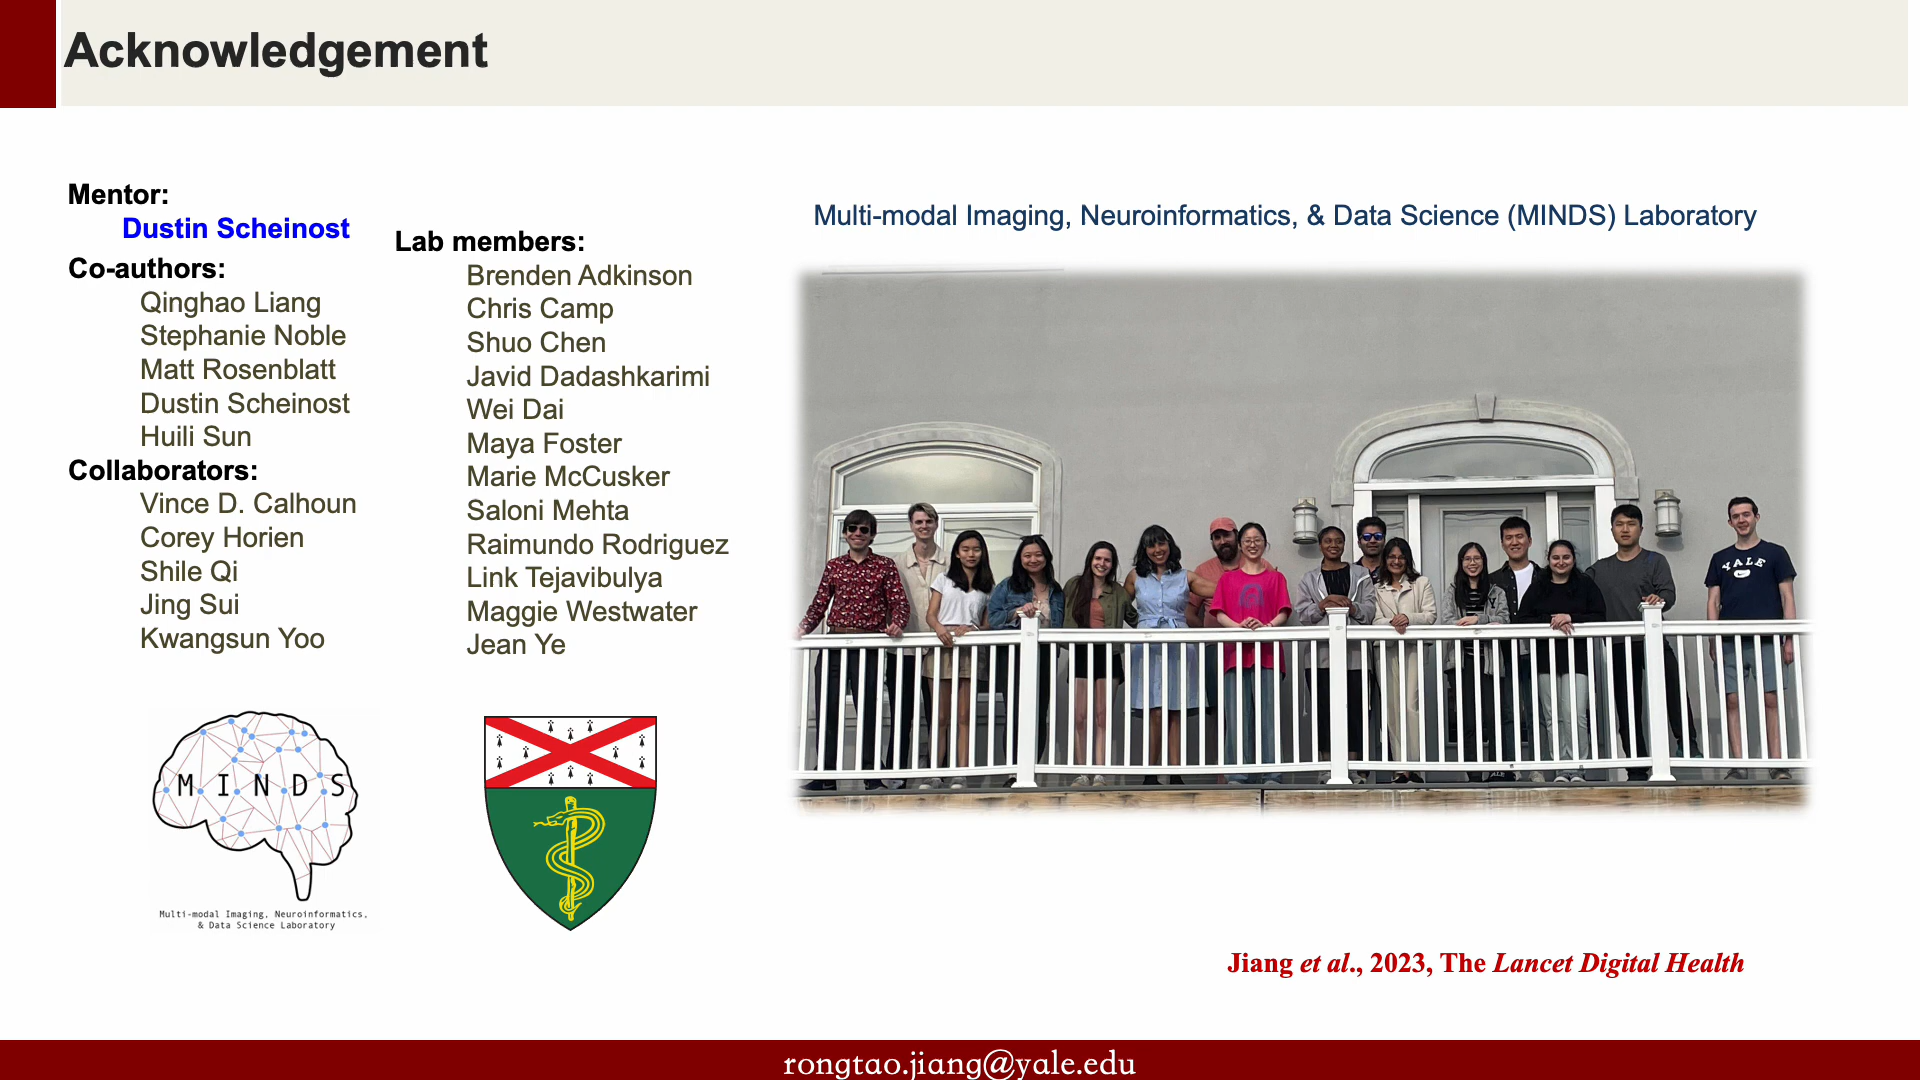 Acknowledgement
Mentor:
Dustin Scheinost
Co-authors:
Qinghao Liang
Stephanie Noble
Matt Rosenblatt
Dustin Scheinost
Huili Sun
Collaborators:
Vince D. Calhoun
Corey Horien
Shile Qi
Jing Sui
Kwangsun Yoo
Lab members:
Brenden Adkinson
Chris Camp
Shuo Chen
Javid Dadashkarimi
Wei Dai
Maya Foster
Marie McCusker
Saloni Mehta
Raimundo Rodriguez
Link Tejavibulya
Maggie Westwater
Jean Ye
Multi-modal Imaging, Neuroinformatics, & Data Science (MINDS) Laboratory
YALE
M I N D S
Multi-modal Imaging, Neuroinformatics,
& Data Science Laboratory
Jiang et al., 2023, The Lancet Digital Health
rongtao.jiang@yale.edu